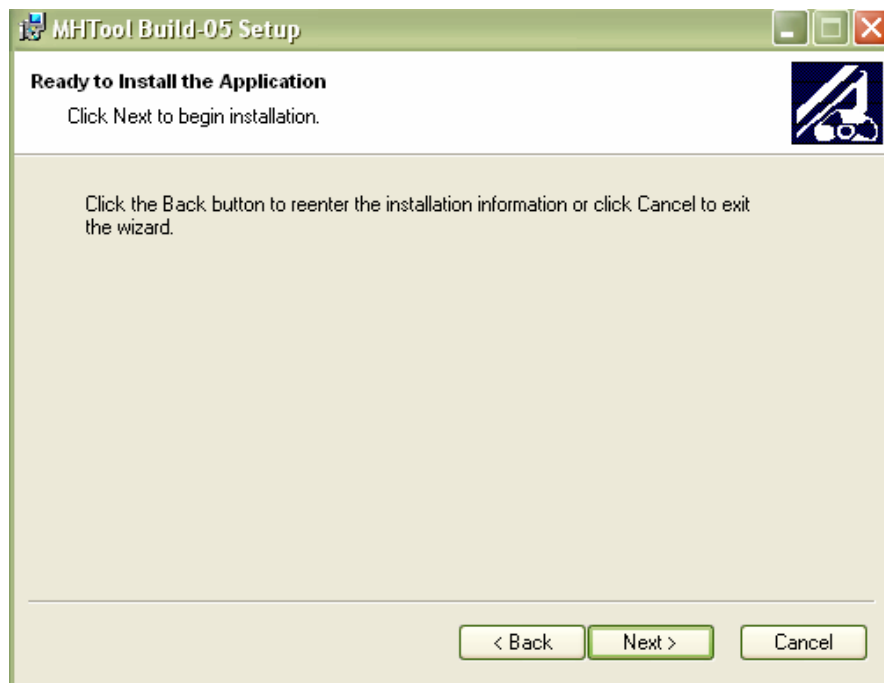 MHTool Build-05 Setup
Ready to Install the Application
Click Next to begin installation.
Click the Back button to reenter the installation information or click Cancel to exit
the wizard.
< Back Next > Cancel